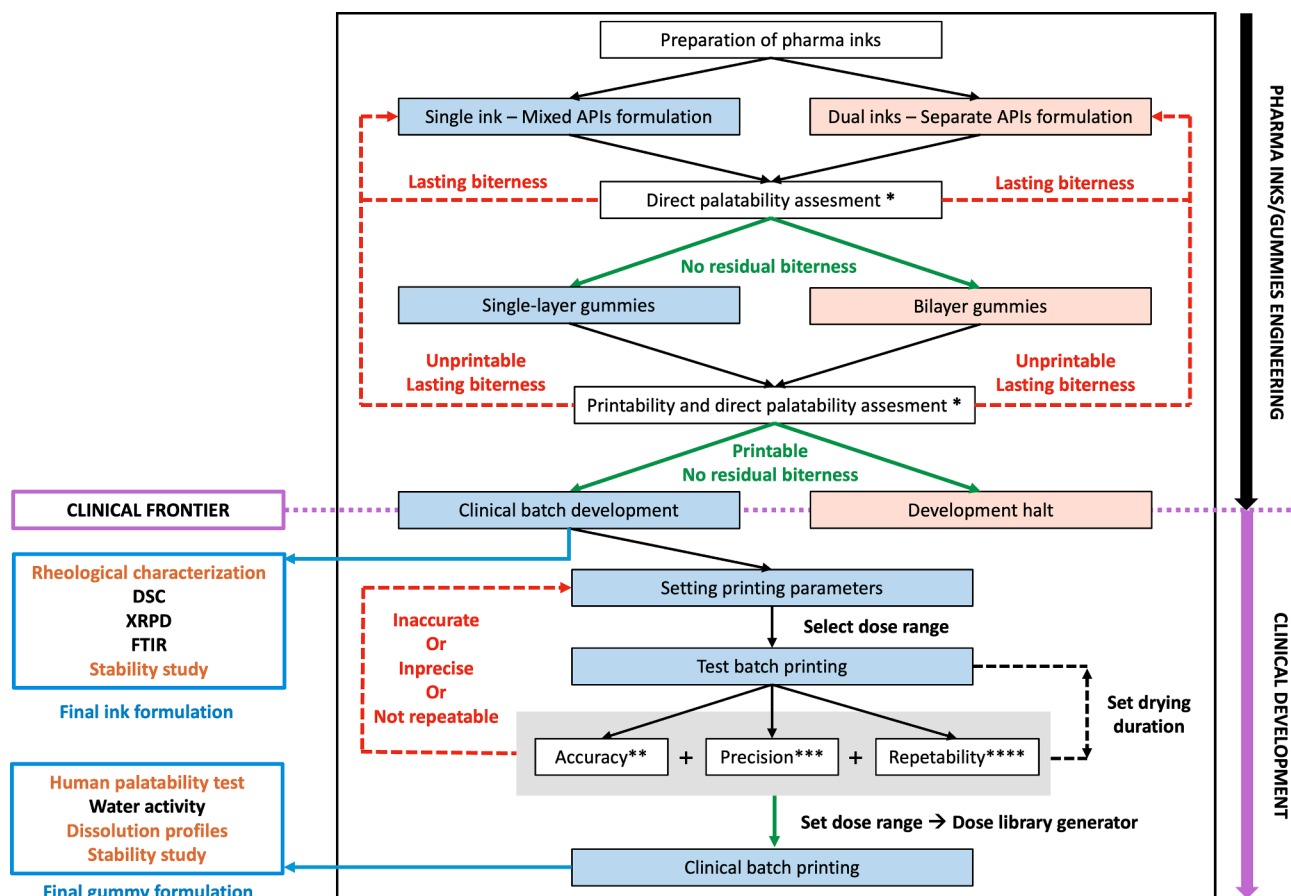 Preparation of pharma inks
Single ink – Mixed APIs formulation
Dual inks – Separate APIs formulation
Lasting biterness
Lasting biterness
Direct palatability assesment *
No residual biterness
Single-layer gummies
Bilayer gummies
Unprintable
Lasting biterness
Unprintable
Lasting biterness
Printability and direct palatability assesment *
Printable
No residual biterness
PHARMA INKS/GUMMIES ENGINEERING
CLINICAL FRONTIER
Clinical batch development
Development halt
Rheological characterization
DSC
XRPD
FTIR
Stability study
Final ink formulation
Setting printing parameters
Inaccurate
Or
Inprecise
Or
Not repeatable
Select dose range
Test batch printing
Set drying
duration
Accuracy** + Precision*** + Repetability****
CLINICAL DEVELOPMENT
Human palatability test
Water activity
Dissolution profiles
Stability study
Final gummy formulation
Set dose range → Dose library generator
Clinical batch printing